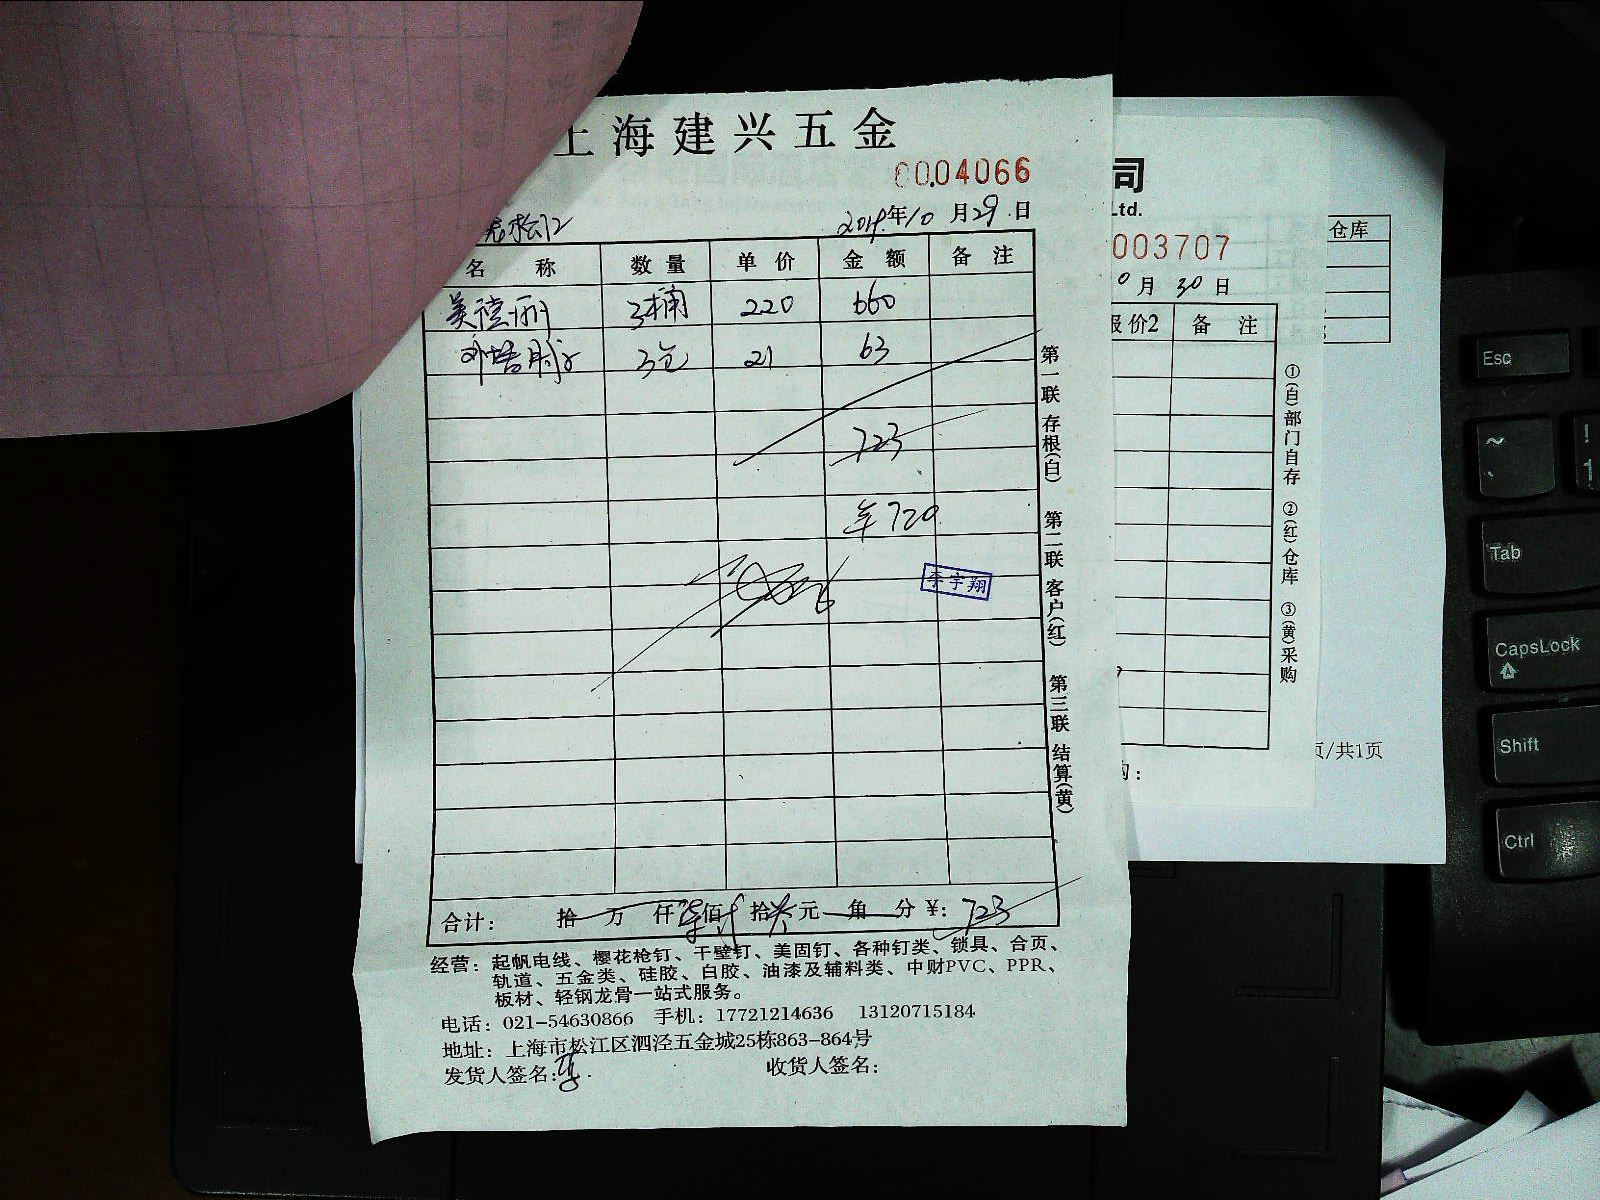 上海建兴五金
0004066
2019年10月29日
名 称 数量 单价 金额 备注
美德丽 3桶 220 660
3包 21 63
723
720
李宇翔
合计: 拾 万 仟 佰 拾 元 角 分 ¥: 723
经营: 起帆电线、樱花枪钉、干壁钉、美固钉、各种钉类、锁具、合页、
轨道、五金类、硅胶、白胶、油漆及辅料类、中财PVC、PPR、
板材、轻钢龙骨一站式服务。
电话: 021-54630866 手机: 17721214636 13120715184
地址: 上海市松江区泗泾五金城25栋863-864号
发货人签名: 收货人签名:
第一联 存根(白) 第二联 客户(红) 第三联 结算(黄)
司
Ltd.
003707
0月30日
报价2 备注
①(白)部门自存 ②(红)仓库 ③(黄)采购
仓库
页/共1页
Esc
~
!
1
Tab
CapsLock
Shift
Ctrl